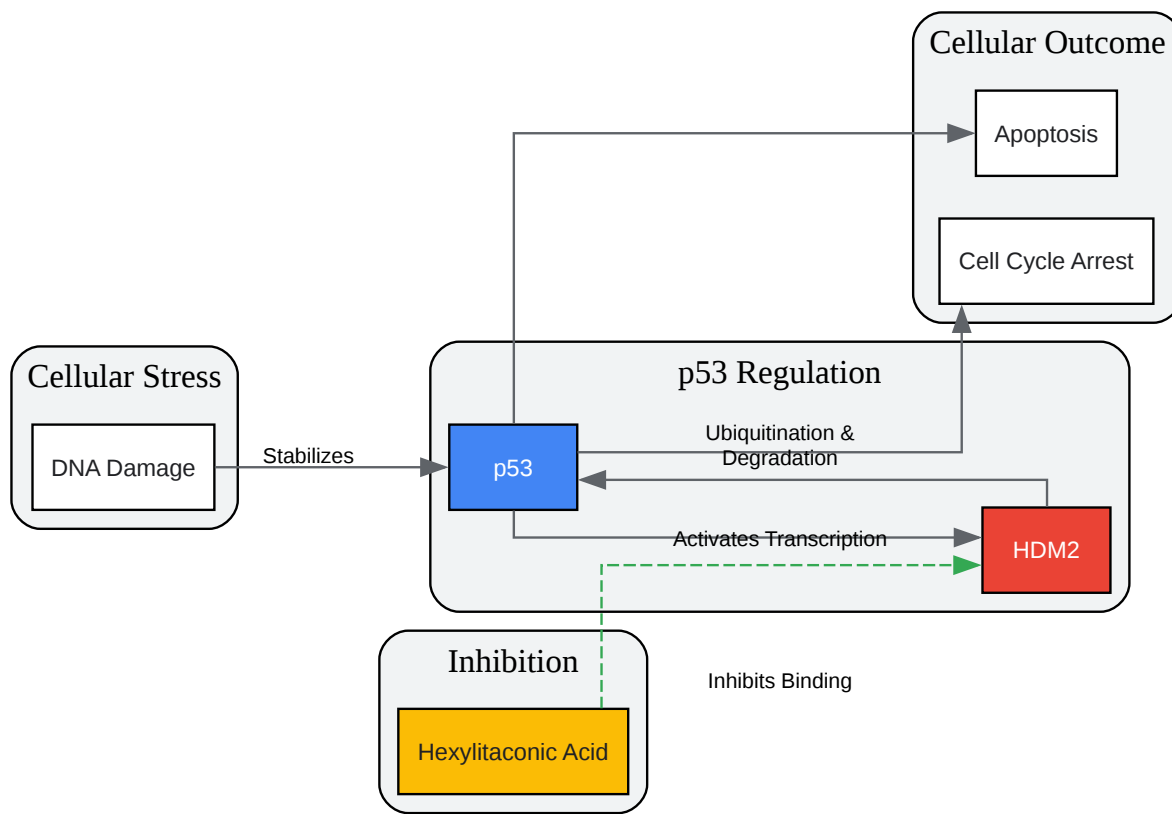 Cellular Outcome
Apoptosis
Cell Cycle Arrest
Cellular Stress
DNA Damage
Stabilizes
p53 Regulation
p53
Ubiquitination &
Degradation
Activates Transcription
HDM2
Inhibition
Hexylitaconic Acid
Inhibits Binding